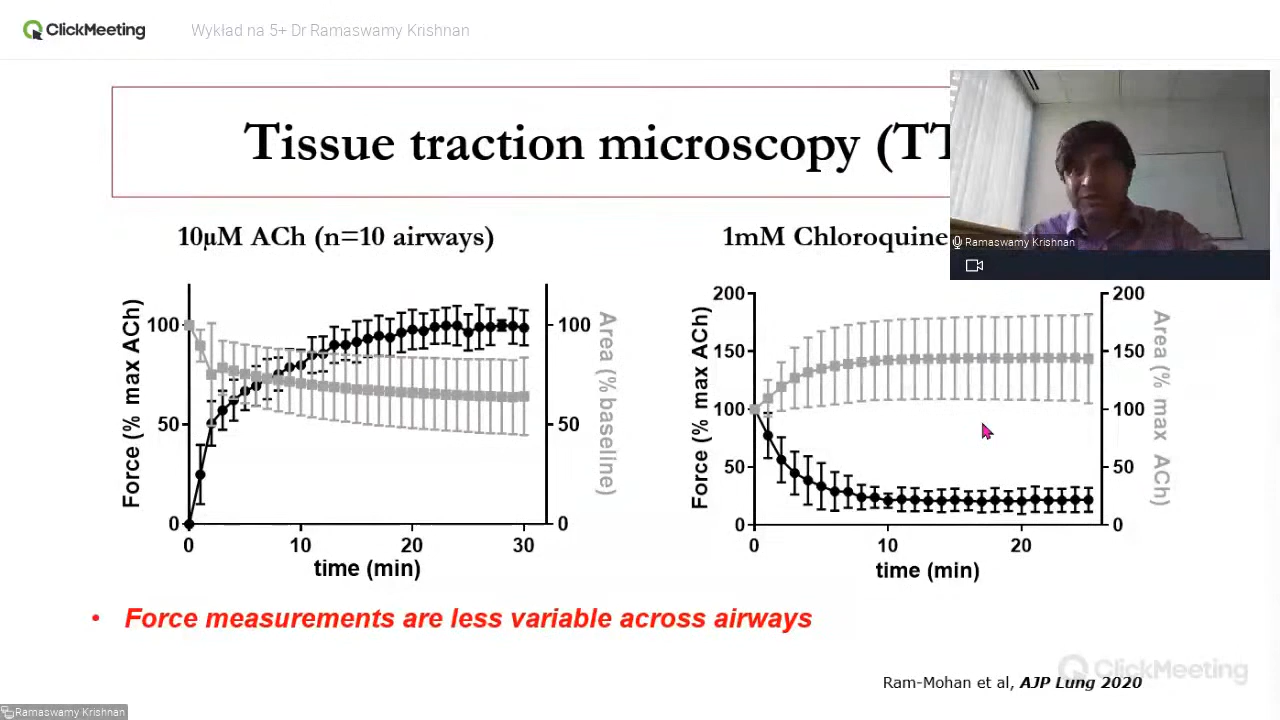 ClickMeeting
Wykład na 5+ Dr Ramaswamy Krishnan
Tissue traction microscopy (TT
Ramaswamy Krishnan
10µM ACh (n=10 airways)
1mM Chloroquine
Force (% max ACh)
100
50
0
100
50
0
Area (% baseline)
0
10
20
30
time (min)
Force (% max ACh)
200
150
100
50
0
200
150
100
50
0
Area (% max ACh)
0
10
20
time (min)
• Force measurements are less variable across airways
Ram-Mohan et al, AJP Lung 2020
ClickMeeting
Ramaswamy Krishnan